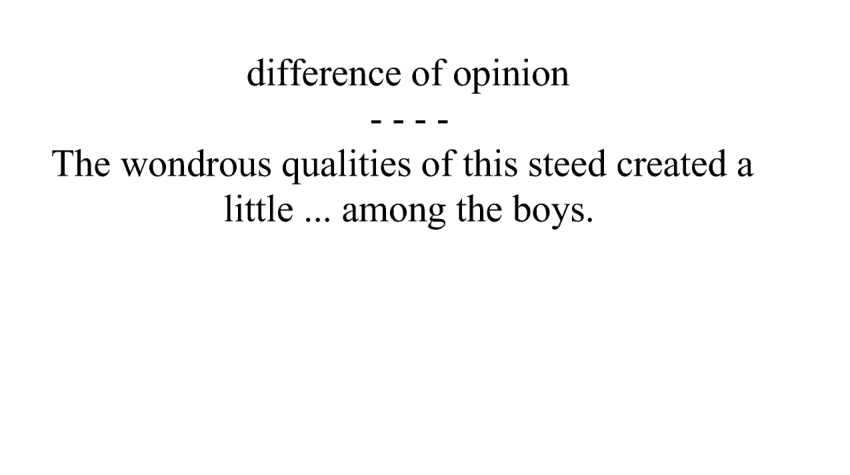 difference of opinion
- - - -
The wondrous qualities of this steed created a
little ... among the boys.